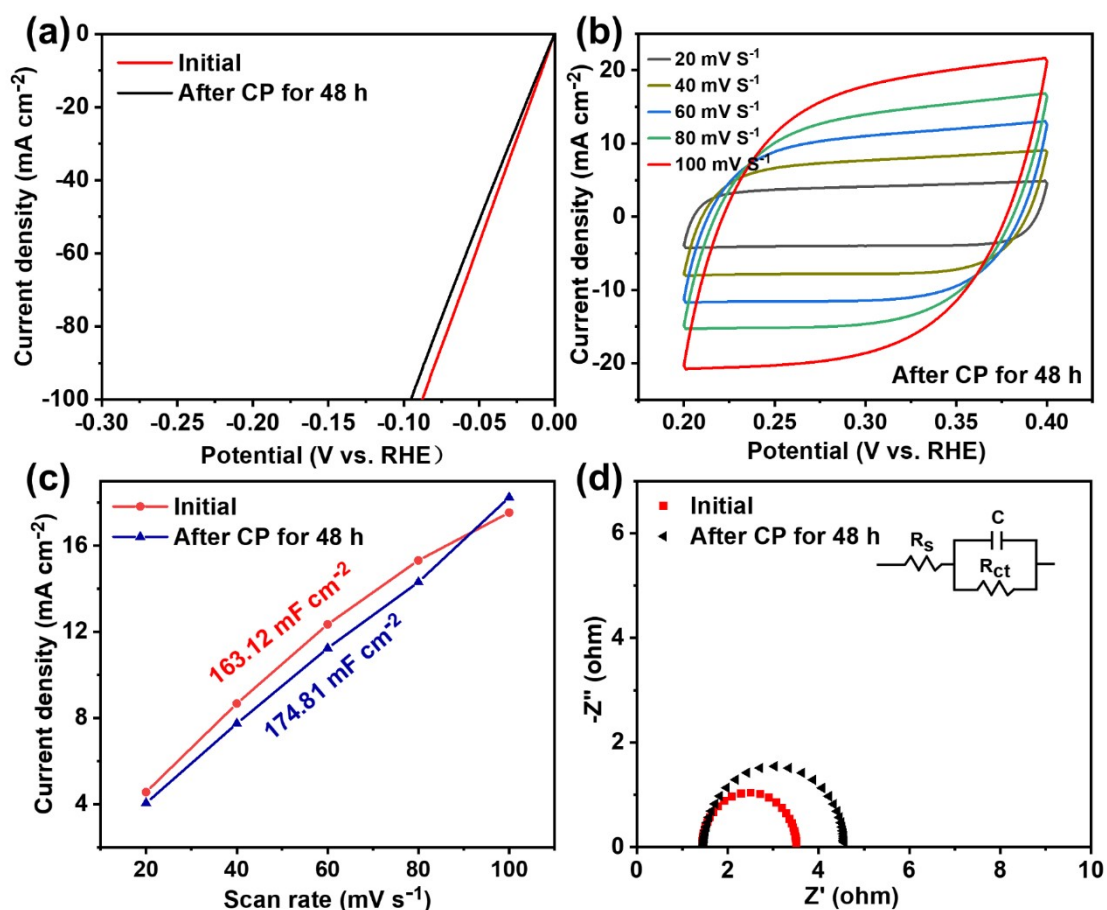 (a)
Initial
After CP for 48 h
Current density (mA cm⁻²)
0
-20
-40
-60
-80
-100
-0.30 -0.25 -0.20 -0.15 -0.10 -0.05 0.00
Potential (V vs. RHE）
(b)
20 mV S⁻¹
40 mV S⁻¹
60 mV S⁻¹
80 mV S⁻¹
100 mV S⁻¹
Current density (mA cm⁻²)
20
10
0
-10
-20
After CP for 48 h
0.20 0.25 0.30 0.35 0.40
Potential (V vs. RHE)
(c)
Initial
After CP for 48 h
163.12 mF cm⁻²
174.81 mF cm⁻²
Current density (mA cm⁻²)
16
12
8
4
20 40 60 80 100
Scan rate (mV s⁻¹)
(d)
Initial
After CP for 48 h
Rs
C
Rct
-Z'' (ohm)
6
4
2
0
0 2 4 6 8 10
Z' (ohm)